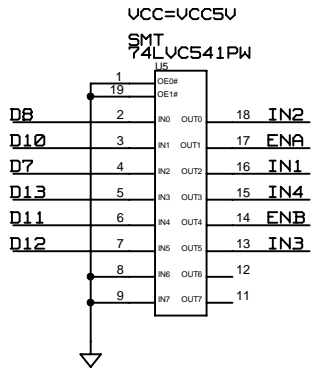 VCC=VCC5V
SMT
74LVC541PW
U5
1 OE0#
19 OE1#
D8 2 IN0 OUT0 18 IN2
D10 3 IN1 OUT1 17 ENA
D7 4 IN2 OUT2 16 IN1
D13 5 IN3 OUT3 15 IN4
D11 6 IN4 OUT4 14 ENB
D12 7 IN5 OUT5 13 IN3
8 IN6 OUT6 12
9 IN7 OUT7 11